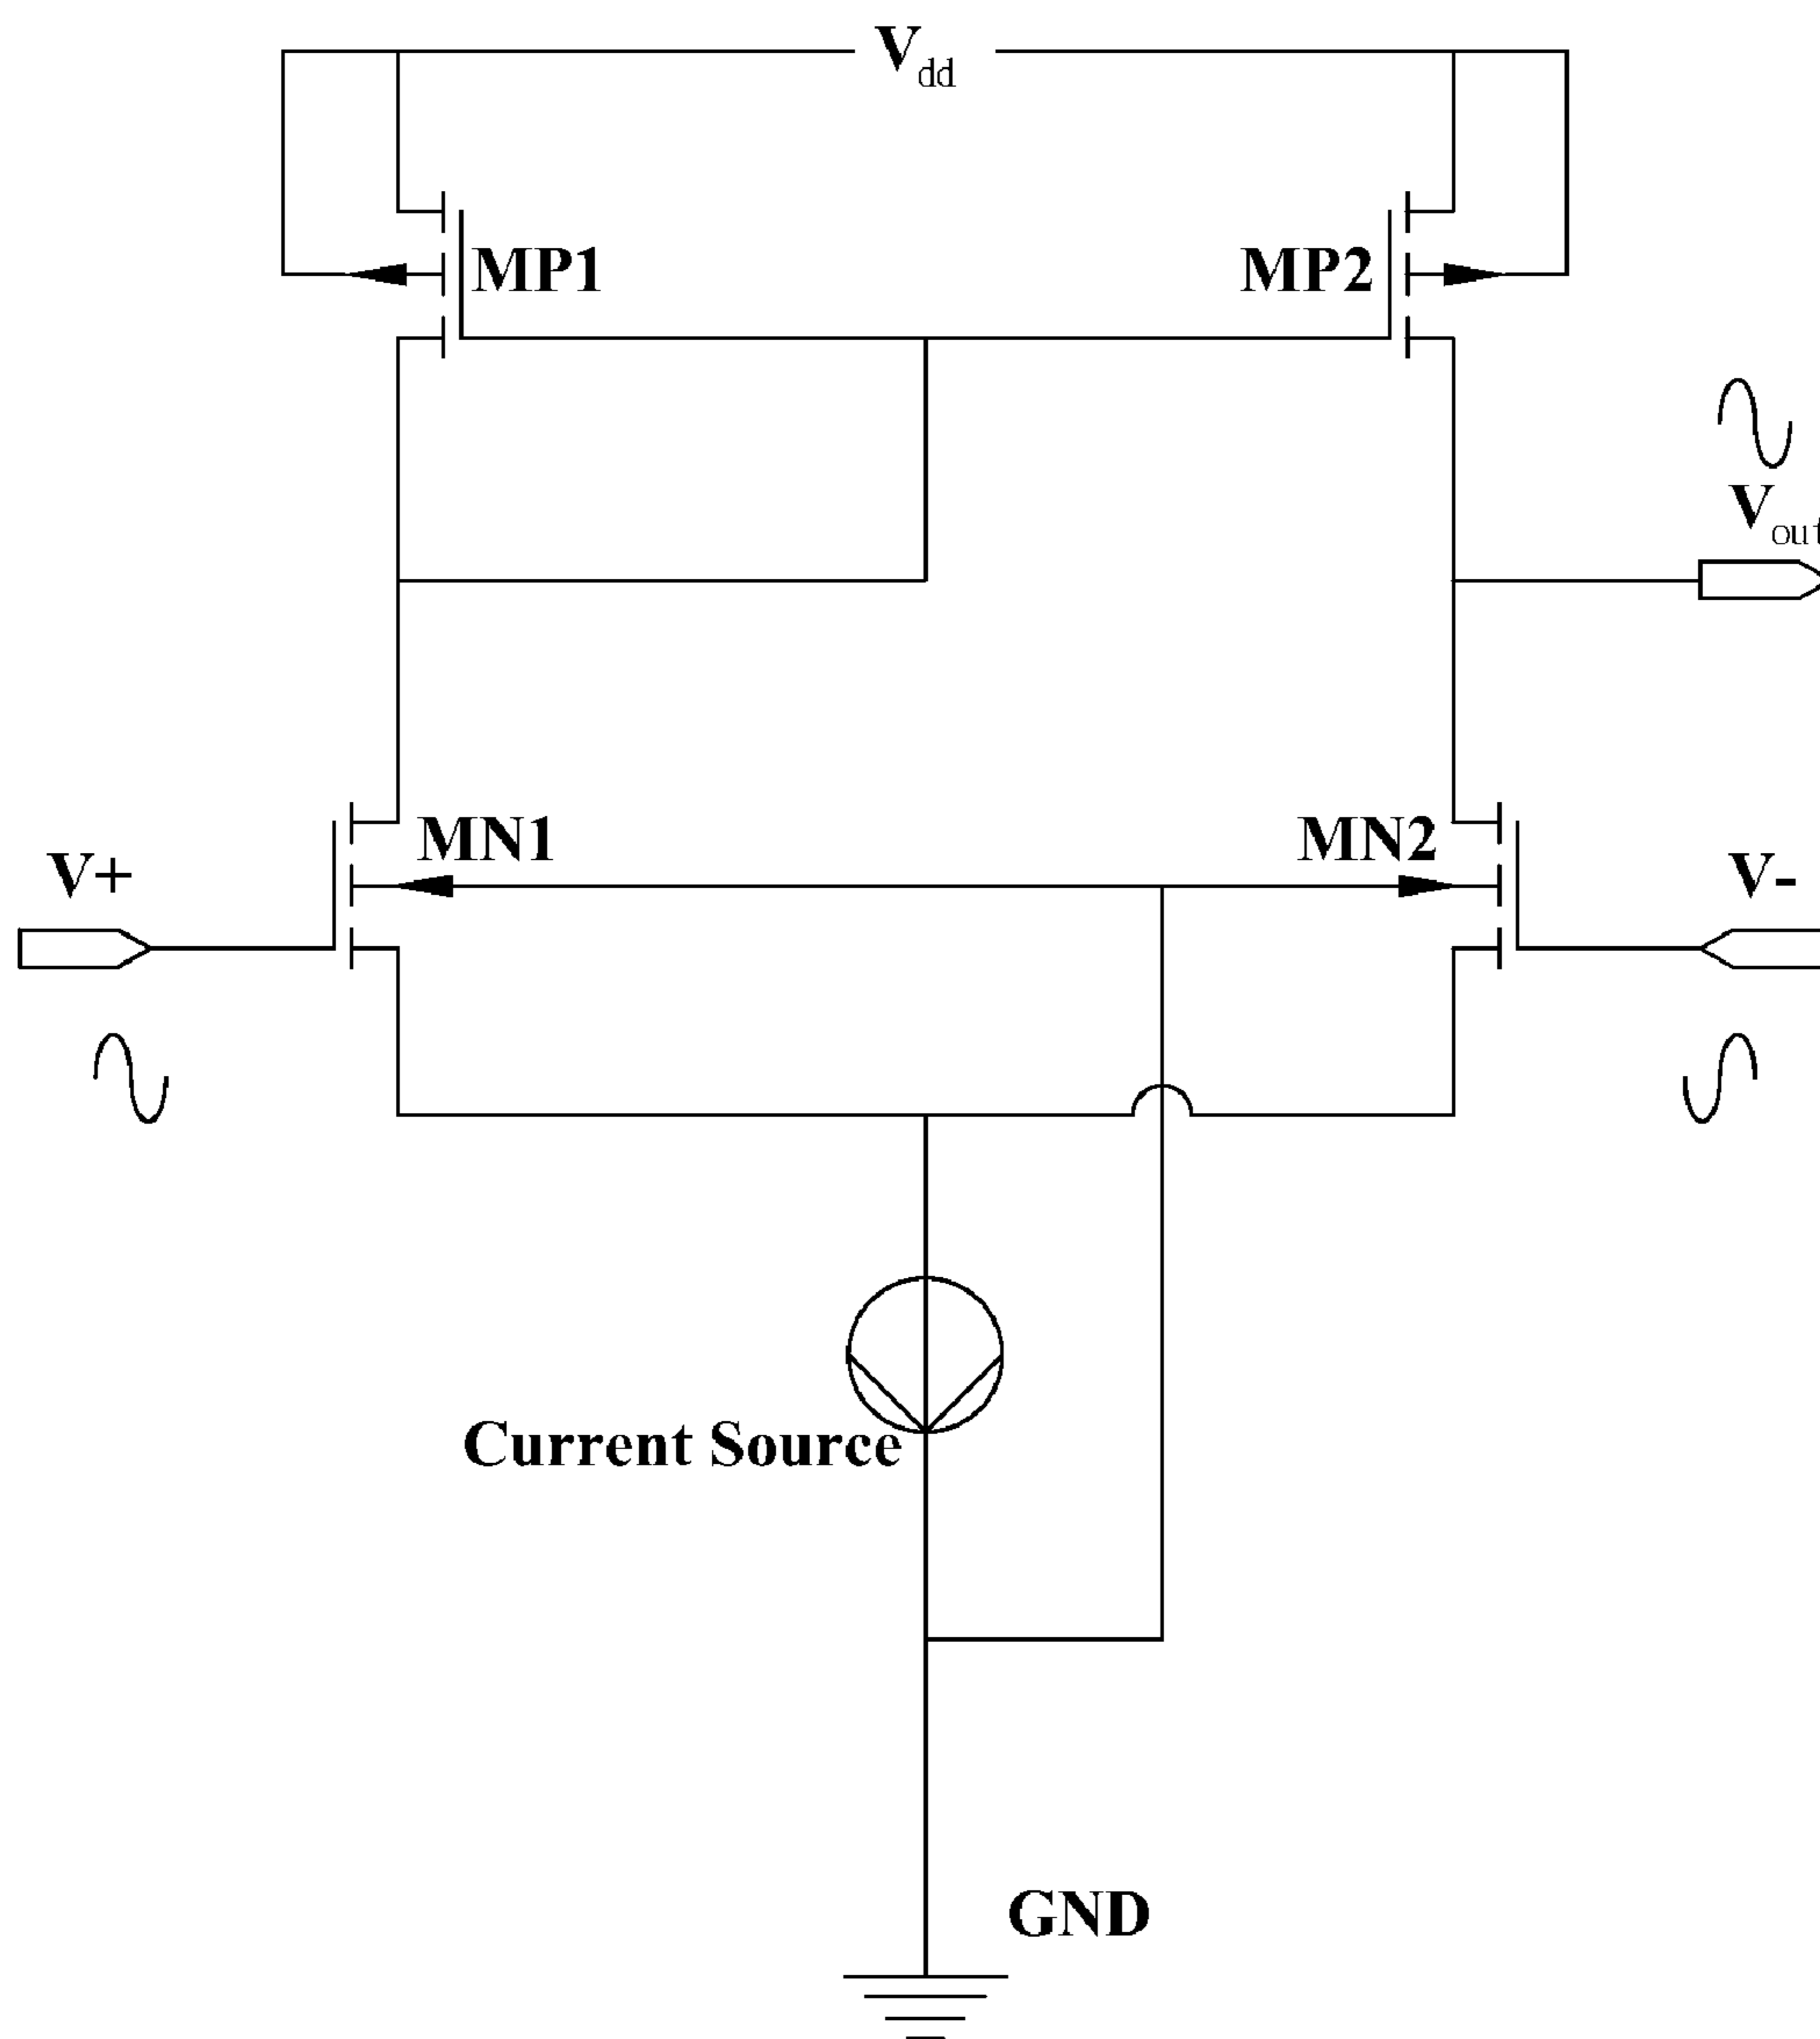 Vdd
MP1
MP2
Vout
MN1
MN2
V+
V-
Current Source
GND